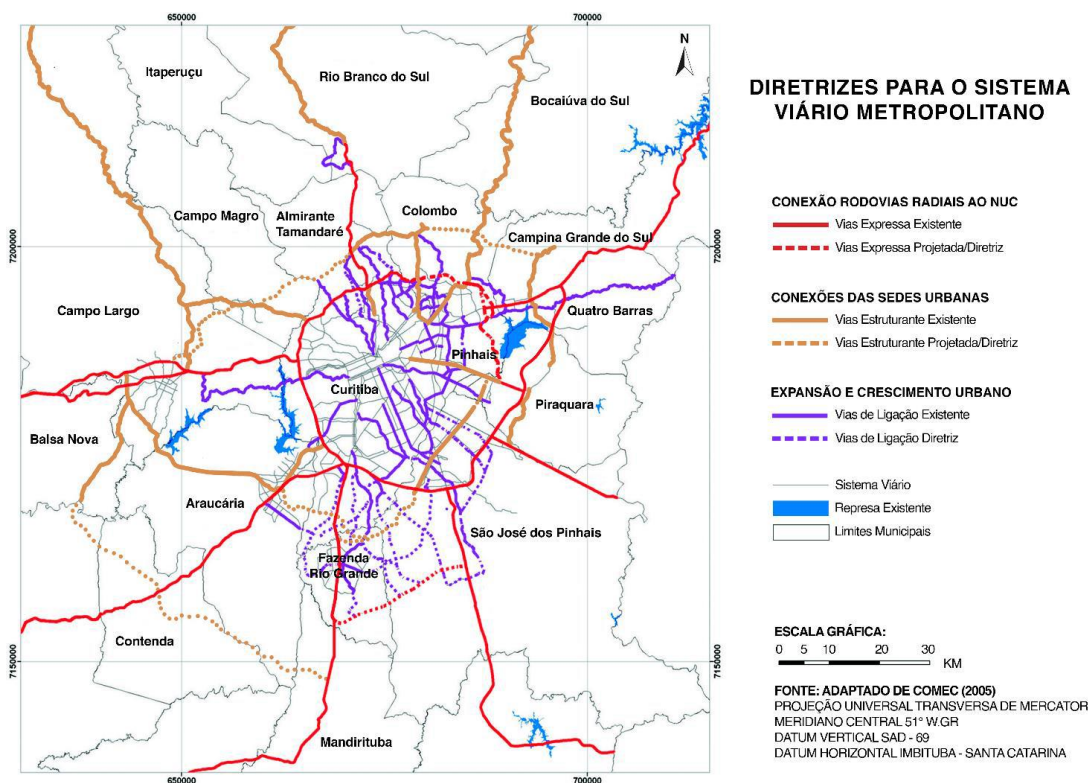 650000
700000
N
Itaperuçu
Rio Branco do Sul
Bocaiúva do Sul
Campo Magro
Almirante
Tamandaré
Colombo
Campina Grande do Sul
7200000
7200000
Campo Largo
Quatro Barras
Pinhais
Curitiba
Piraquara
Balsa Nova
Araucária
São José dos Pinhais
Fazenda
Rio Grande
Contenda
7150000
7150000
Mandirituba
650000
700000
DIRETRIZES PARA O SISTEMA
VIÁRIO METROPOLITANO
CONEXÃO RODOVIAS RADIAIS AO NUC
Vias Expressa Existente
Vias Expressa Projetada/Diretriz
CONEXÕES DAS SEDES URBANAS
Vias Estruturante Existente
Vias Estruturante Projetada/Diretriz
EXPANSÃO E CRESCIMENTO URBANO
Vias de Ligação Existente
Vias de Ligação Diretriz
Sistema Viário
Represa Existente
Limites Municipais
ESCALA GRÁFICA:
0 5 10 20 30
KM
FONTE: ADAPTADO DE COMEC (2005)
PROJEÇÃO UNIVERSAL TRANSVERSA DE MERCATOR
MERIDIANO CENTRAL 51° W.GR
DATUM VERTICAL SAD - 69
DATUM HORIZONTAL IMBITUBA - SANTA CATARINA